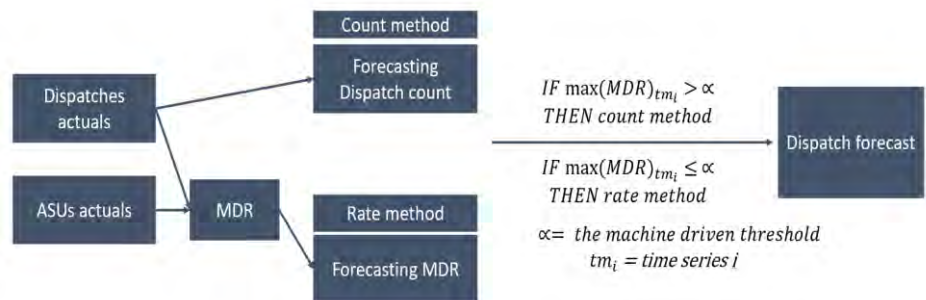 Count method
Forecasting
Dispatch count
Dispatches
actuals
ASUs actuals
MDR
Rate method
Forecasting MDR
IF max(MDR)tmᵢ > ∝
THEN count method
IF max(MDR)tmᵢ ≤ ∝
THEN rate method
∝= the machine driven threshold
tmᵢ = time series i
Dispatch forecast